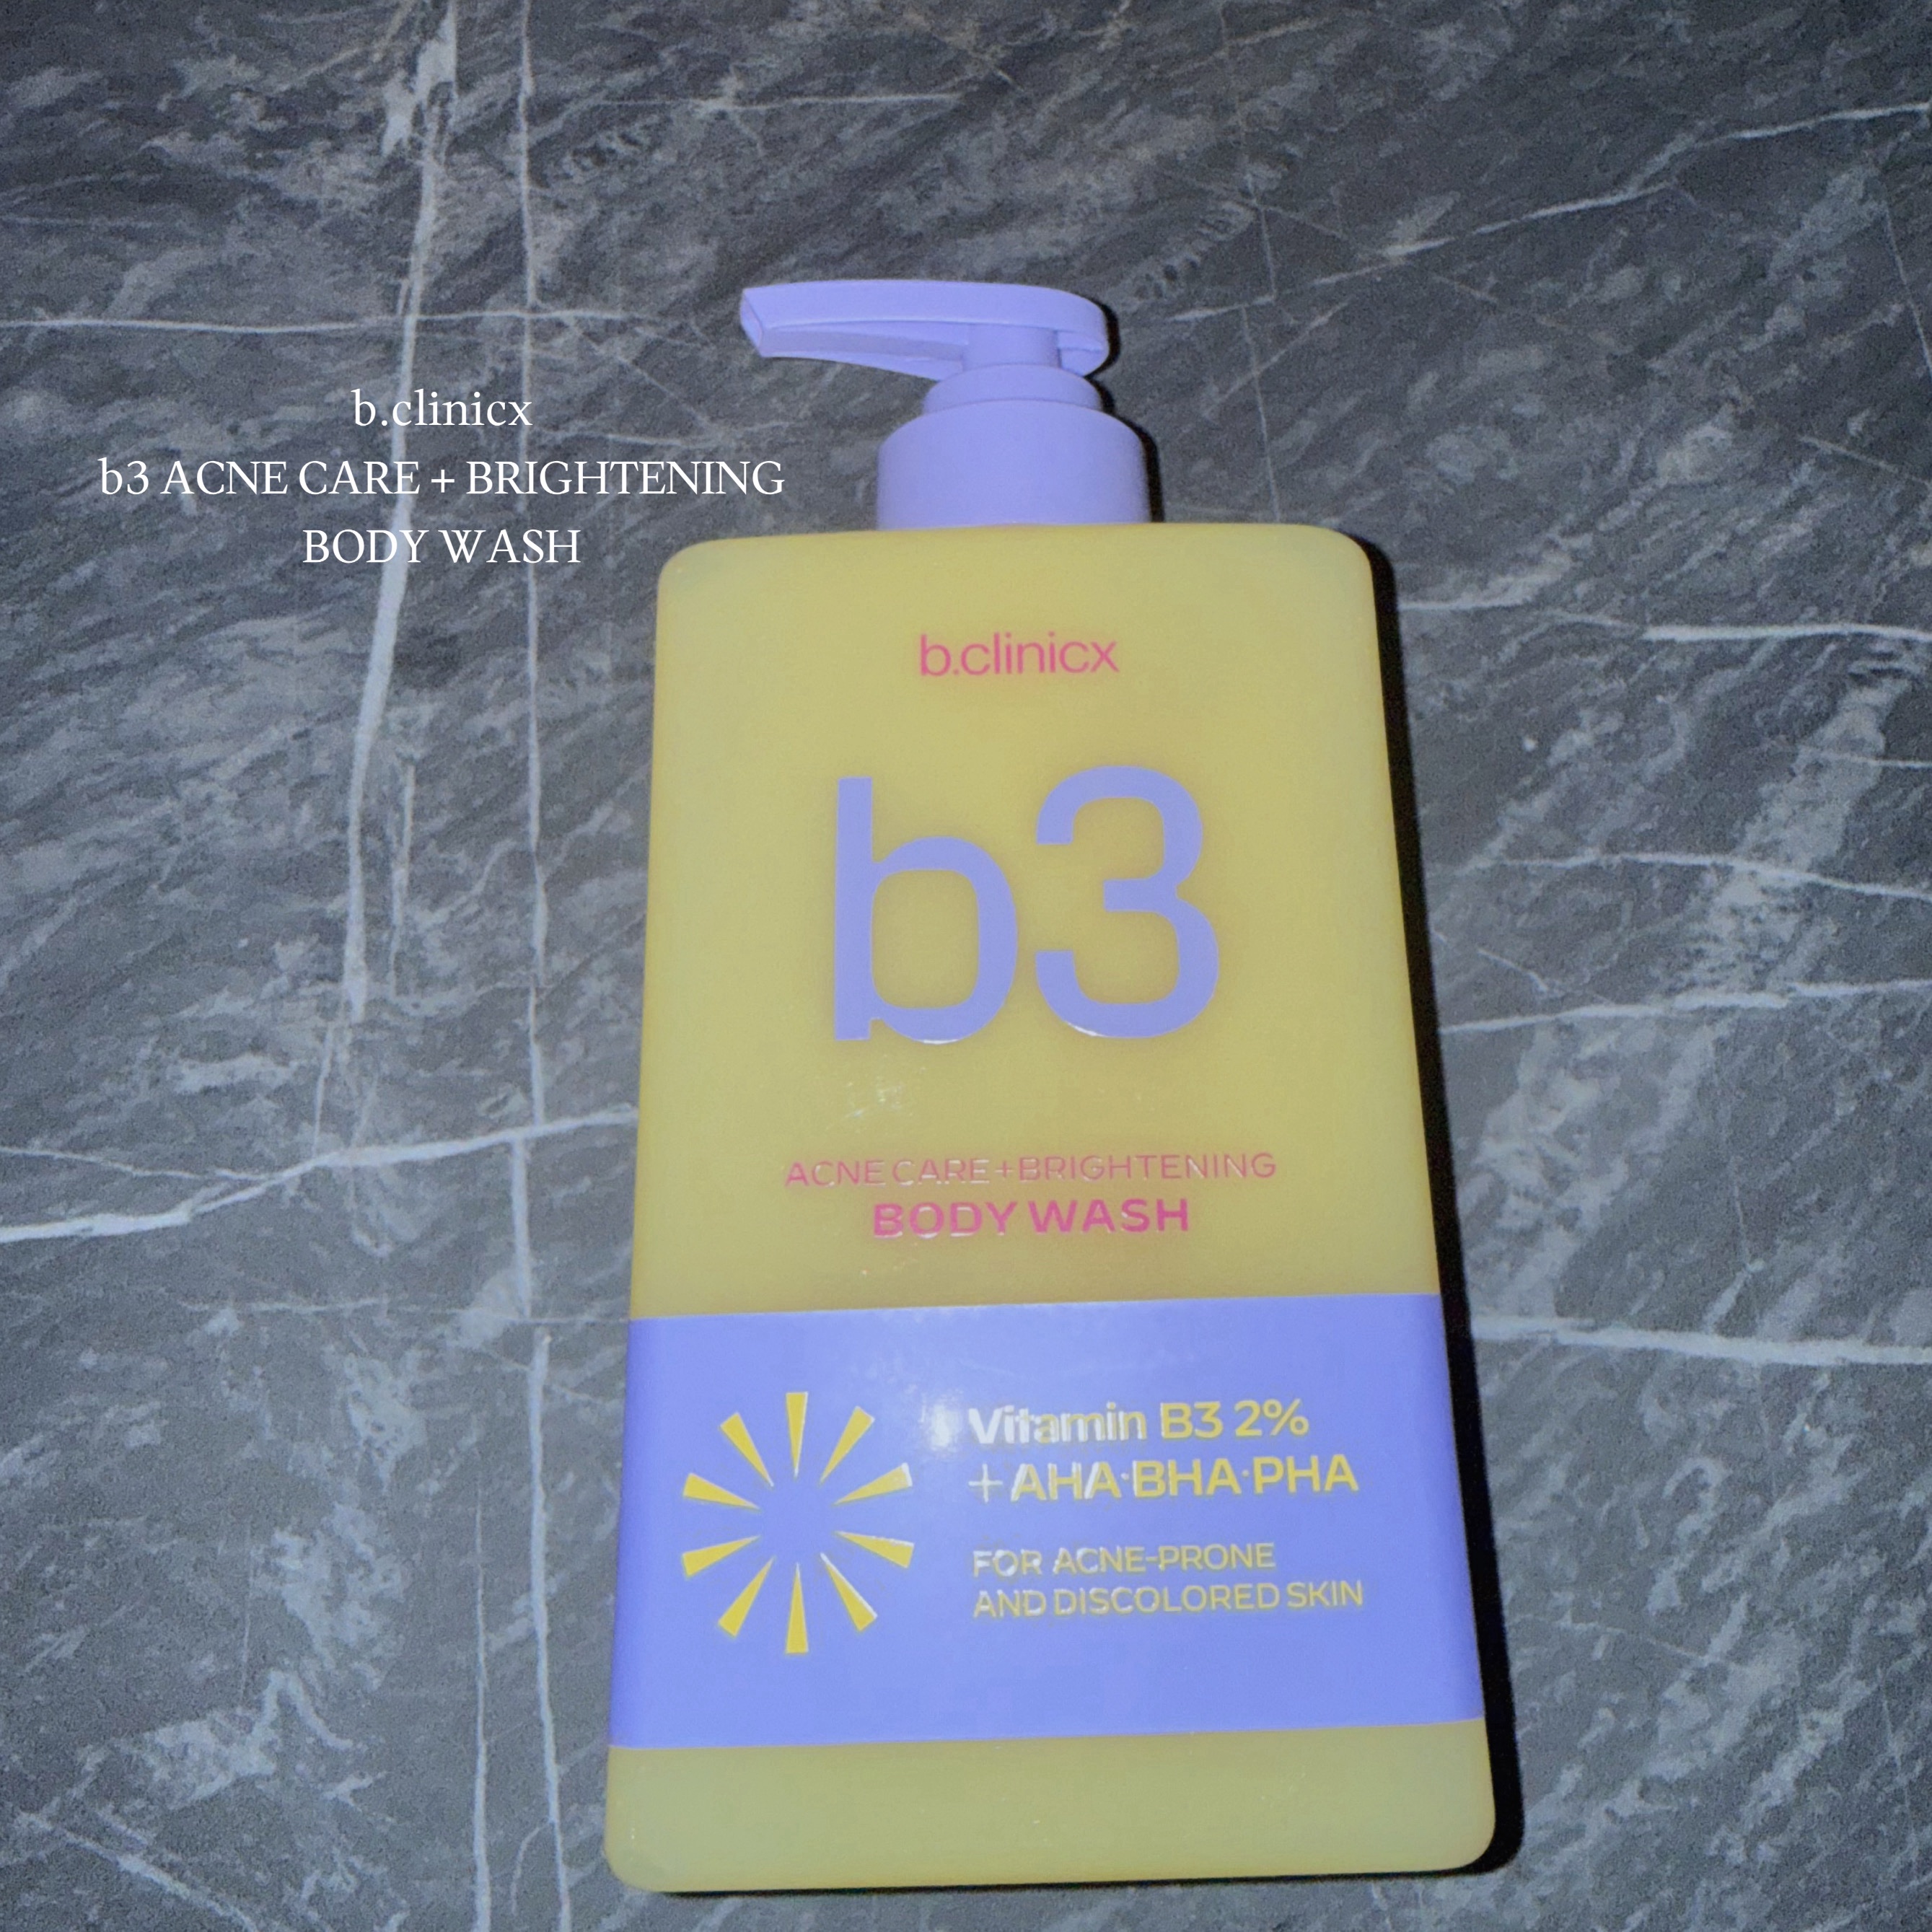 b.clinicx
b3 ACNE CARE + BRIGHTENING
BODY WASH
b.clinicx
b3
ACNE CARE+BRIGHTENING
BODY WASH
Vitamin B3 2%
+ AHA·BHA·PHA
FOR ACNE-PRONE
AND DISCOLORED SKIN